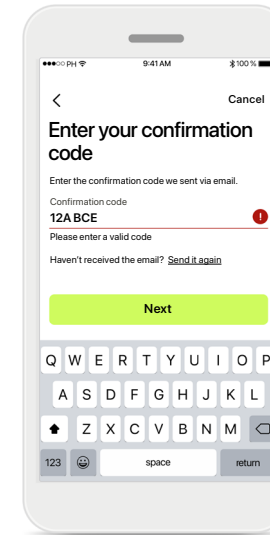 ●●●○○ PH 9:41 AM 100 %
Cancel
Enter your confirmation
code
Enter the confirmation code we sent via email.
Confirmation code
12A BCE
!
Please enter a valid code
Haven't received the email? Send it again
Next
Q W E R T Y U I O P
A S D F G H J K L
Z X C V B N M
123 space return